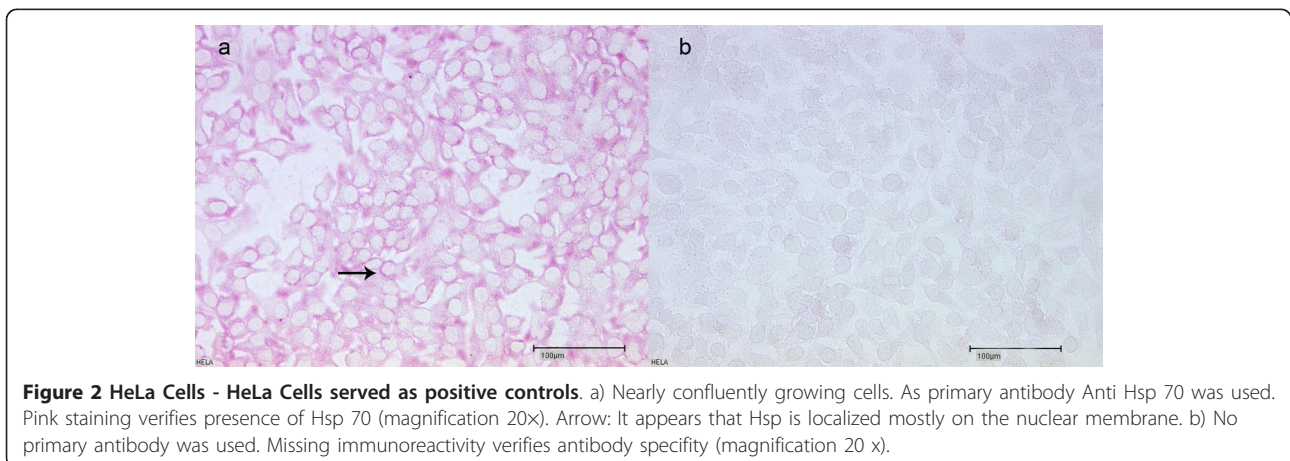 a
b
100µm
100µm
HELA
HELA
Figure 2 HeLa Cells - HeLa Cells served as positive controls. a) Nearly confluently growing cells. As primary antibody Anti Hsp 70 was used.
Pink staining verifies presence of Hsp 70 (magnification 20×). Arrow: It appears that Hsp is localized mostly on the nuclear membrane. b) No
primary antibody was used. Missing immunoreactivity verifies antibody specifity (magnification 20 x).